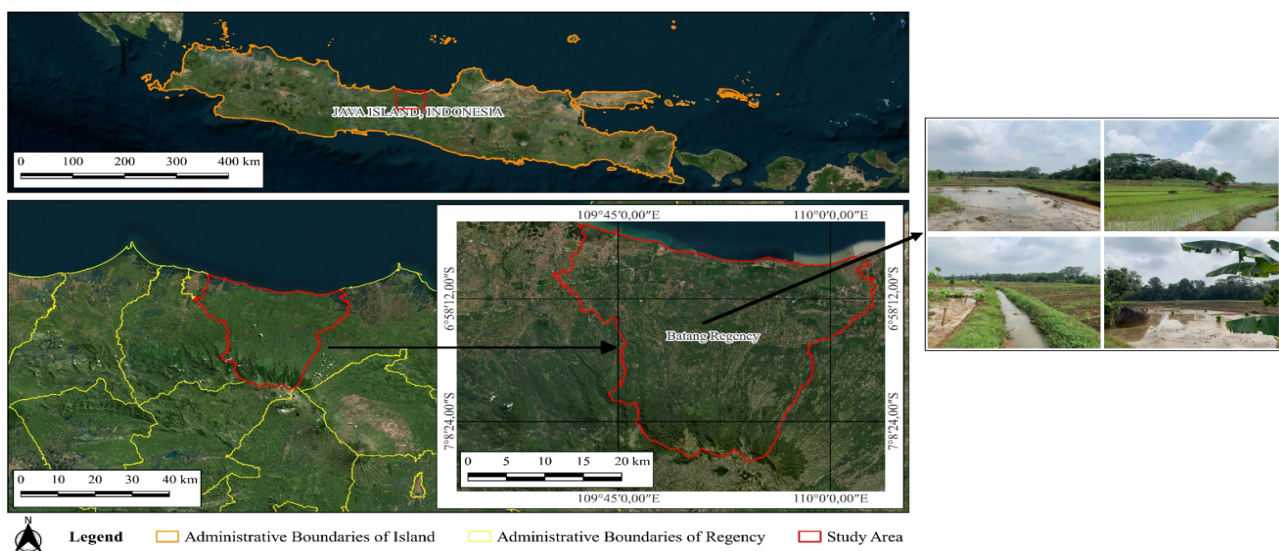 JAVA ISLAND, INDONESIA
0 100 200 300 400 km
109°45'0,00"E 110°0'0,00"E
6°58'12,00"S
6°58'12,00"S
Batang Regency
7°8'24,00"S
7°8'24,00"S
0 5 10 15 20 km
0 10 20 30 40 km
109°45'0,00"E 110°0'0,00"E
N
Legend Administrative Boundaries of Island Administrative Boundaries of Regency Study Area